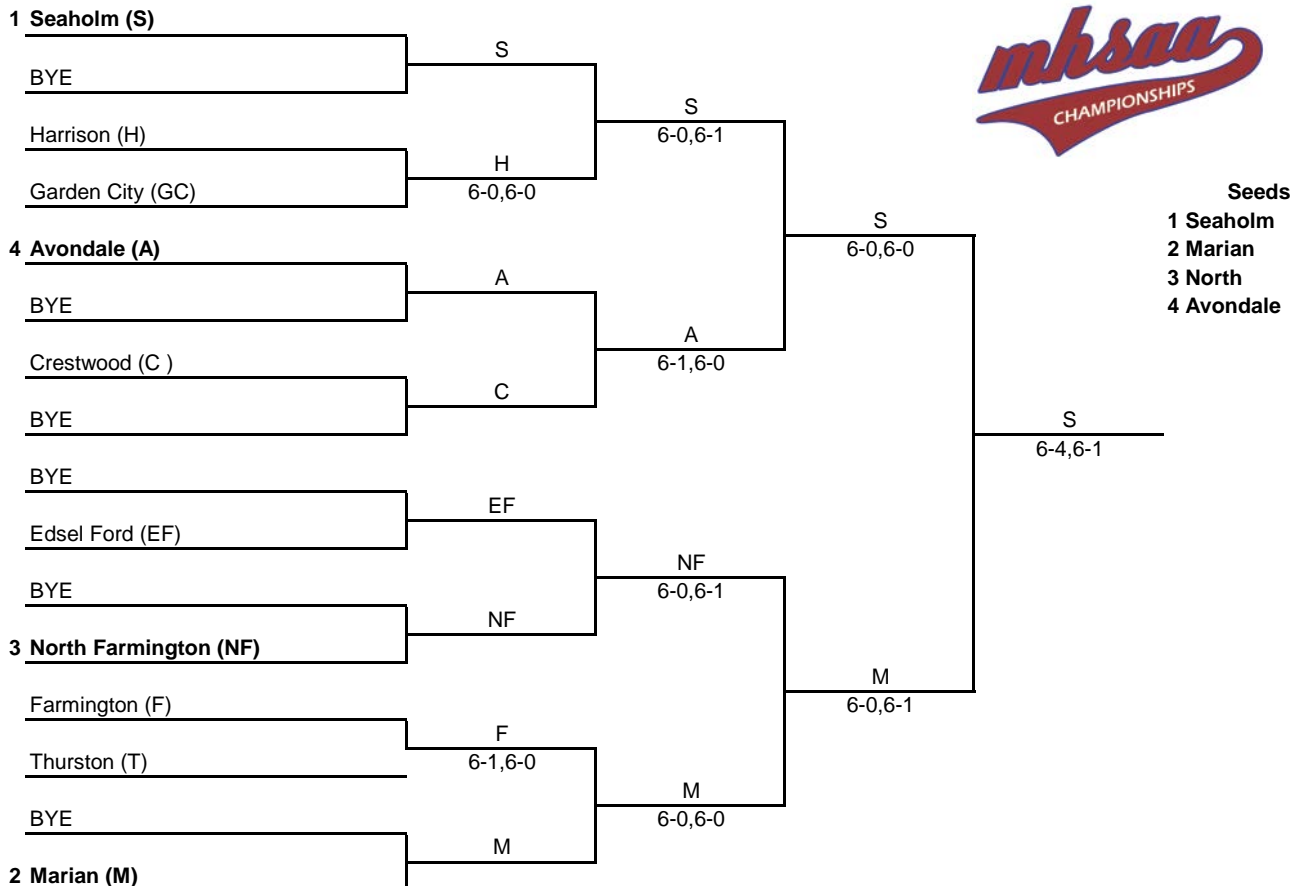 1 Seaholm (S)
S
BYE
S
6-0,6-1
Harrison (H)
H
6-0,6-0
Garden City (GC)
S
6-0,6-0
4 Avondale (A)
A
BYE
A
6-1,6-0
Crestwood (C )
C
BYE
S
6-4,6-1
BYE
EF
Edsel Ford (EF)
NF
6-0,6-1
BYE
NF
3 North Farmington (NF)
M
6-0,6-1
Farmington (F)
F
6-1,6-0
Thurston (T)
M
6-0,6-0
BYE
M
2 Marian (M)
mhsaa
CHAMPIONSHIPS
Seeds
1 Seaholm
2 Marian
3 North
4 Avondale